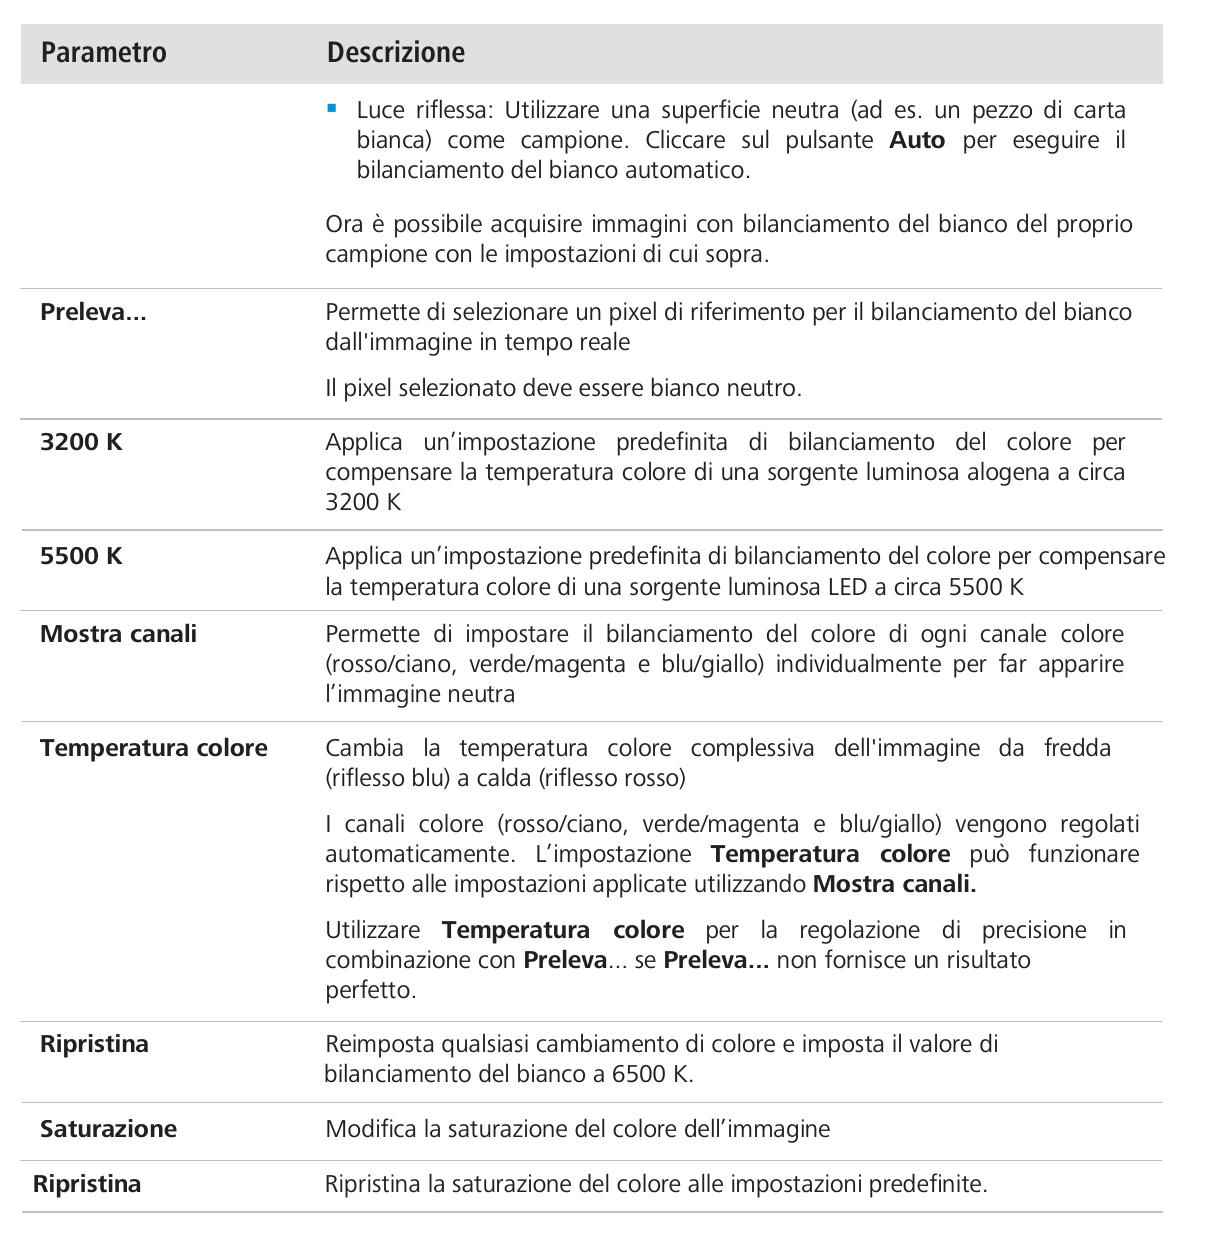 Parametro Descrizione
▪ Luce riflessa: Utilizzare una superficie neutra (ad es. un pezzo di carta
bianca) come campione. Cliccare sul pulsante Auto per eseguire il
bilanciamento del bianco automatico.
Ora è possibile acquisire immagini con bilanciamento del bianco del proprio
campione con le impostazioni di cui sopra.
Preleva... Permette di selezionare un pixel di riferimento per il bilanciamento del bianco
dall'immagine in tempo reale
Il pixel selezionato deve essere bianco neutro.
3200 K Applica un’impostazione predefinita di bilanciamento del colore per
compensare la temperatura colore di una sorgente luminosa alogena a circa
3200 K
5500 K Applica un’impostazione predefinita di bilanciamento del colore per compensare
la temperatura colore di una sorgente luminosa LED a circa 5500 K
Mostra canali Permette di impostare il bilanciamento del colore di ogni canale colore
(rosso/ciano, verde/magenta e blu/giallo) individualmente per far apparire
l’immagine neutra
Temperatura colore Cambia la temperatura colore complessiva dell'immagine da fredda
(riflesso blu) a calda (riflesso rosso)
I canali colore (rosso/ciano, verde/magenta e blu/giallo) vengono regolati
automaticamente. L’impostazione Temperatura colore può funzionare
rispetto alle impostazioni applicate utilizzando Mostra canali.
Utilizzare Temperatura colore per la regolazione di precisione in
combinazione con Preleva... se Preleva... non fornisce un risultato
perfetto.
Ripristina Reimposta qualsiasi cambiamento di colore e imposta il valore di
bilanciamento del bianco a 6500 K.
Saturazione Modifica la saturazione del colore dell’immagine
Ripristina Ripristina la saturazione del colore alle impostazioni predefinite.